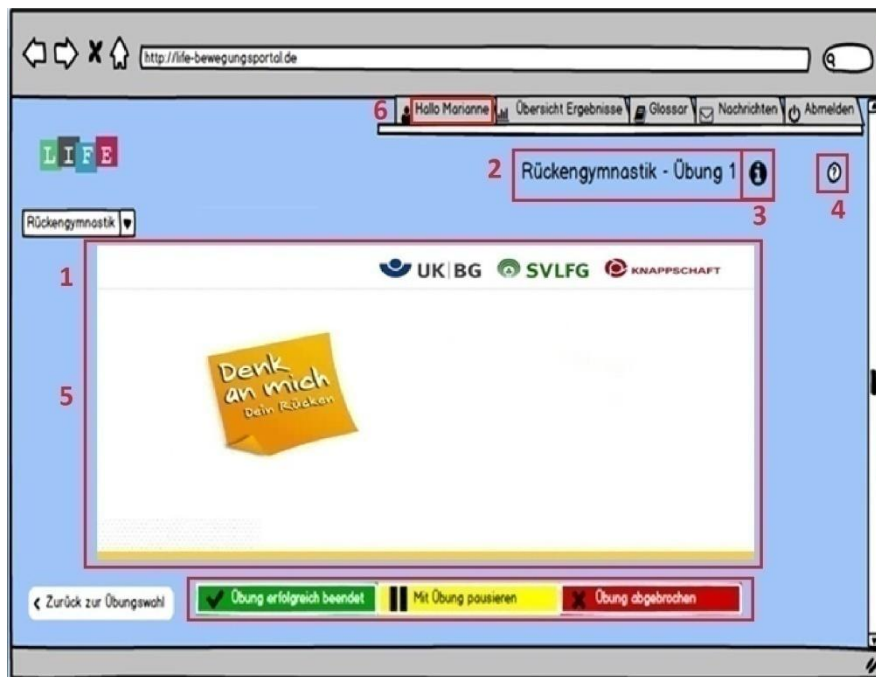 http://life-bewegungsportal.de
6 Hallo Marianne Übersicht Ergebnisse Glossar Nachrichten Abmelden
LIFE
2 Rückengymnastik - Übung 1 i ?
3 4
Rückengymnastik
1
UK|BG SVLFG KNAPPSCHAFT
Denk
an mich
Dein Rücken
5
Zurück zur Übungswahl Übung erfolgreich beendet Mit Übung pausieren Übung abgebrochen